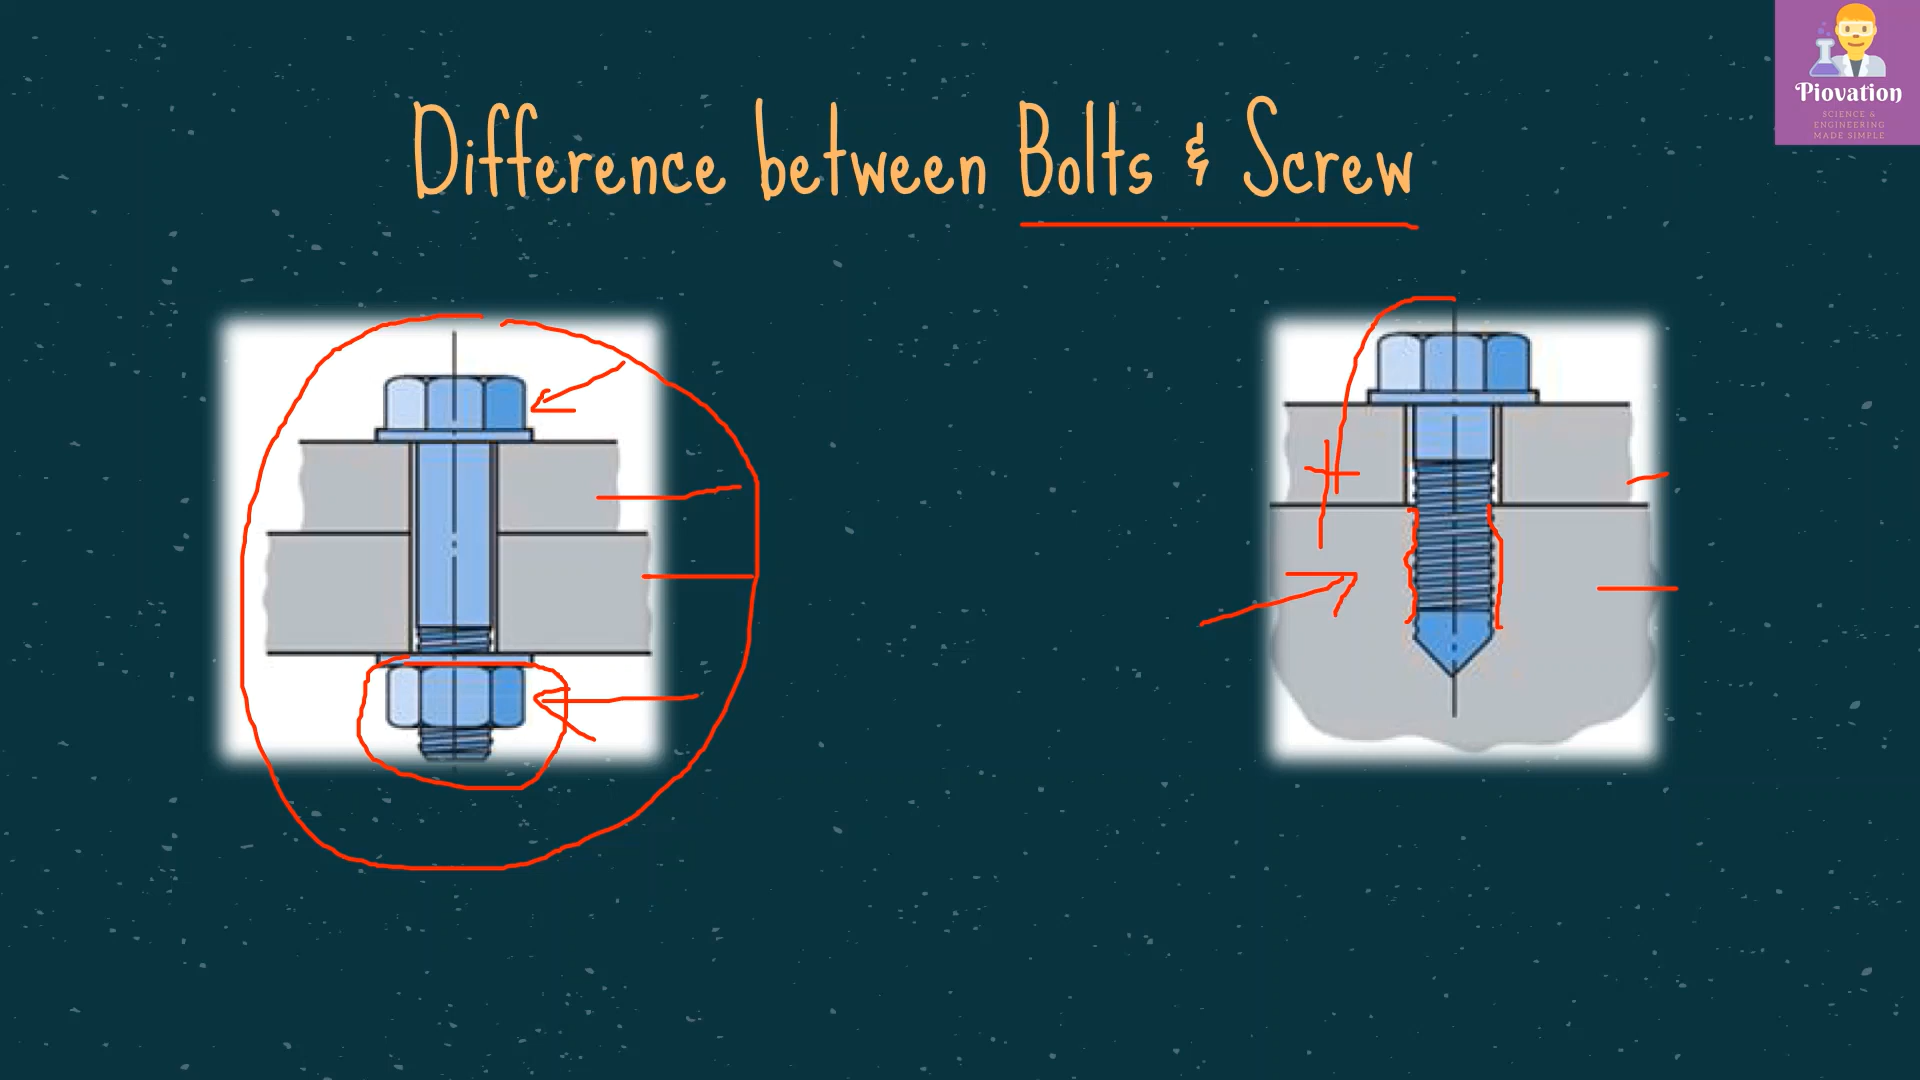 Difference between Bolts & Screw
Piovation
SCIENCE &
ENGINEERING
MADE SIMPLE